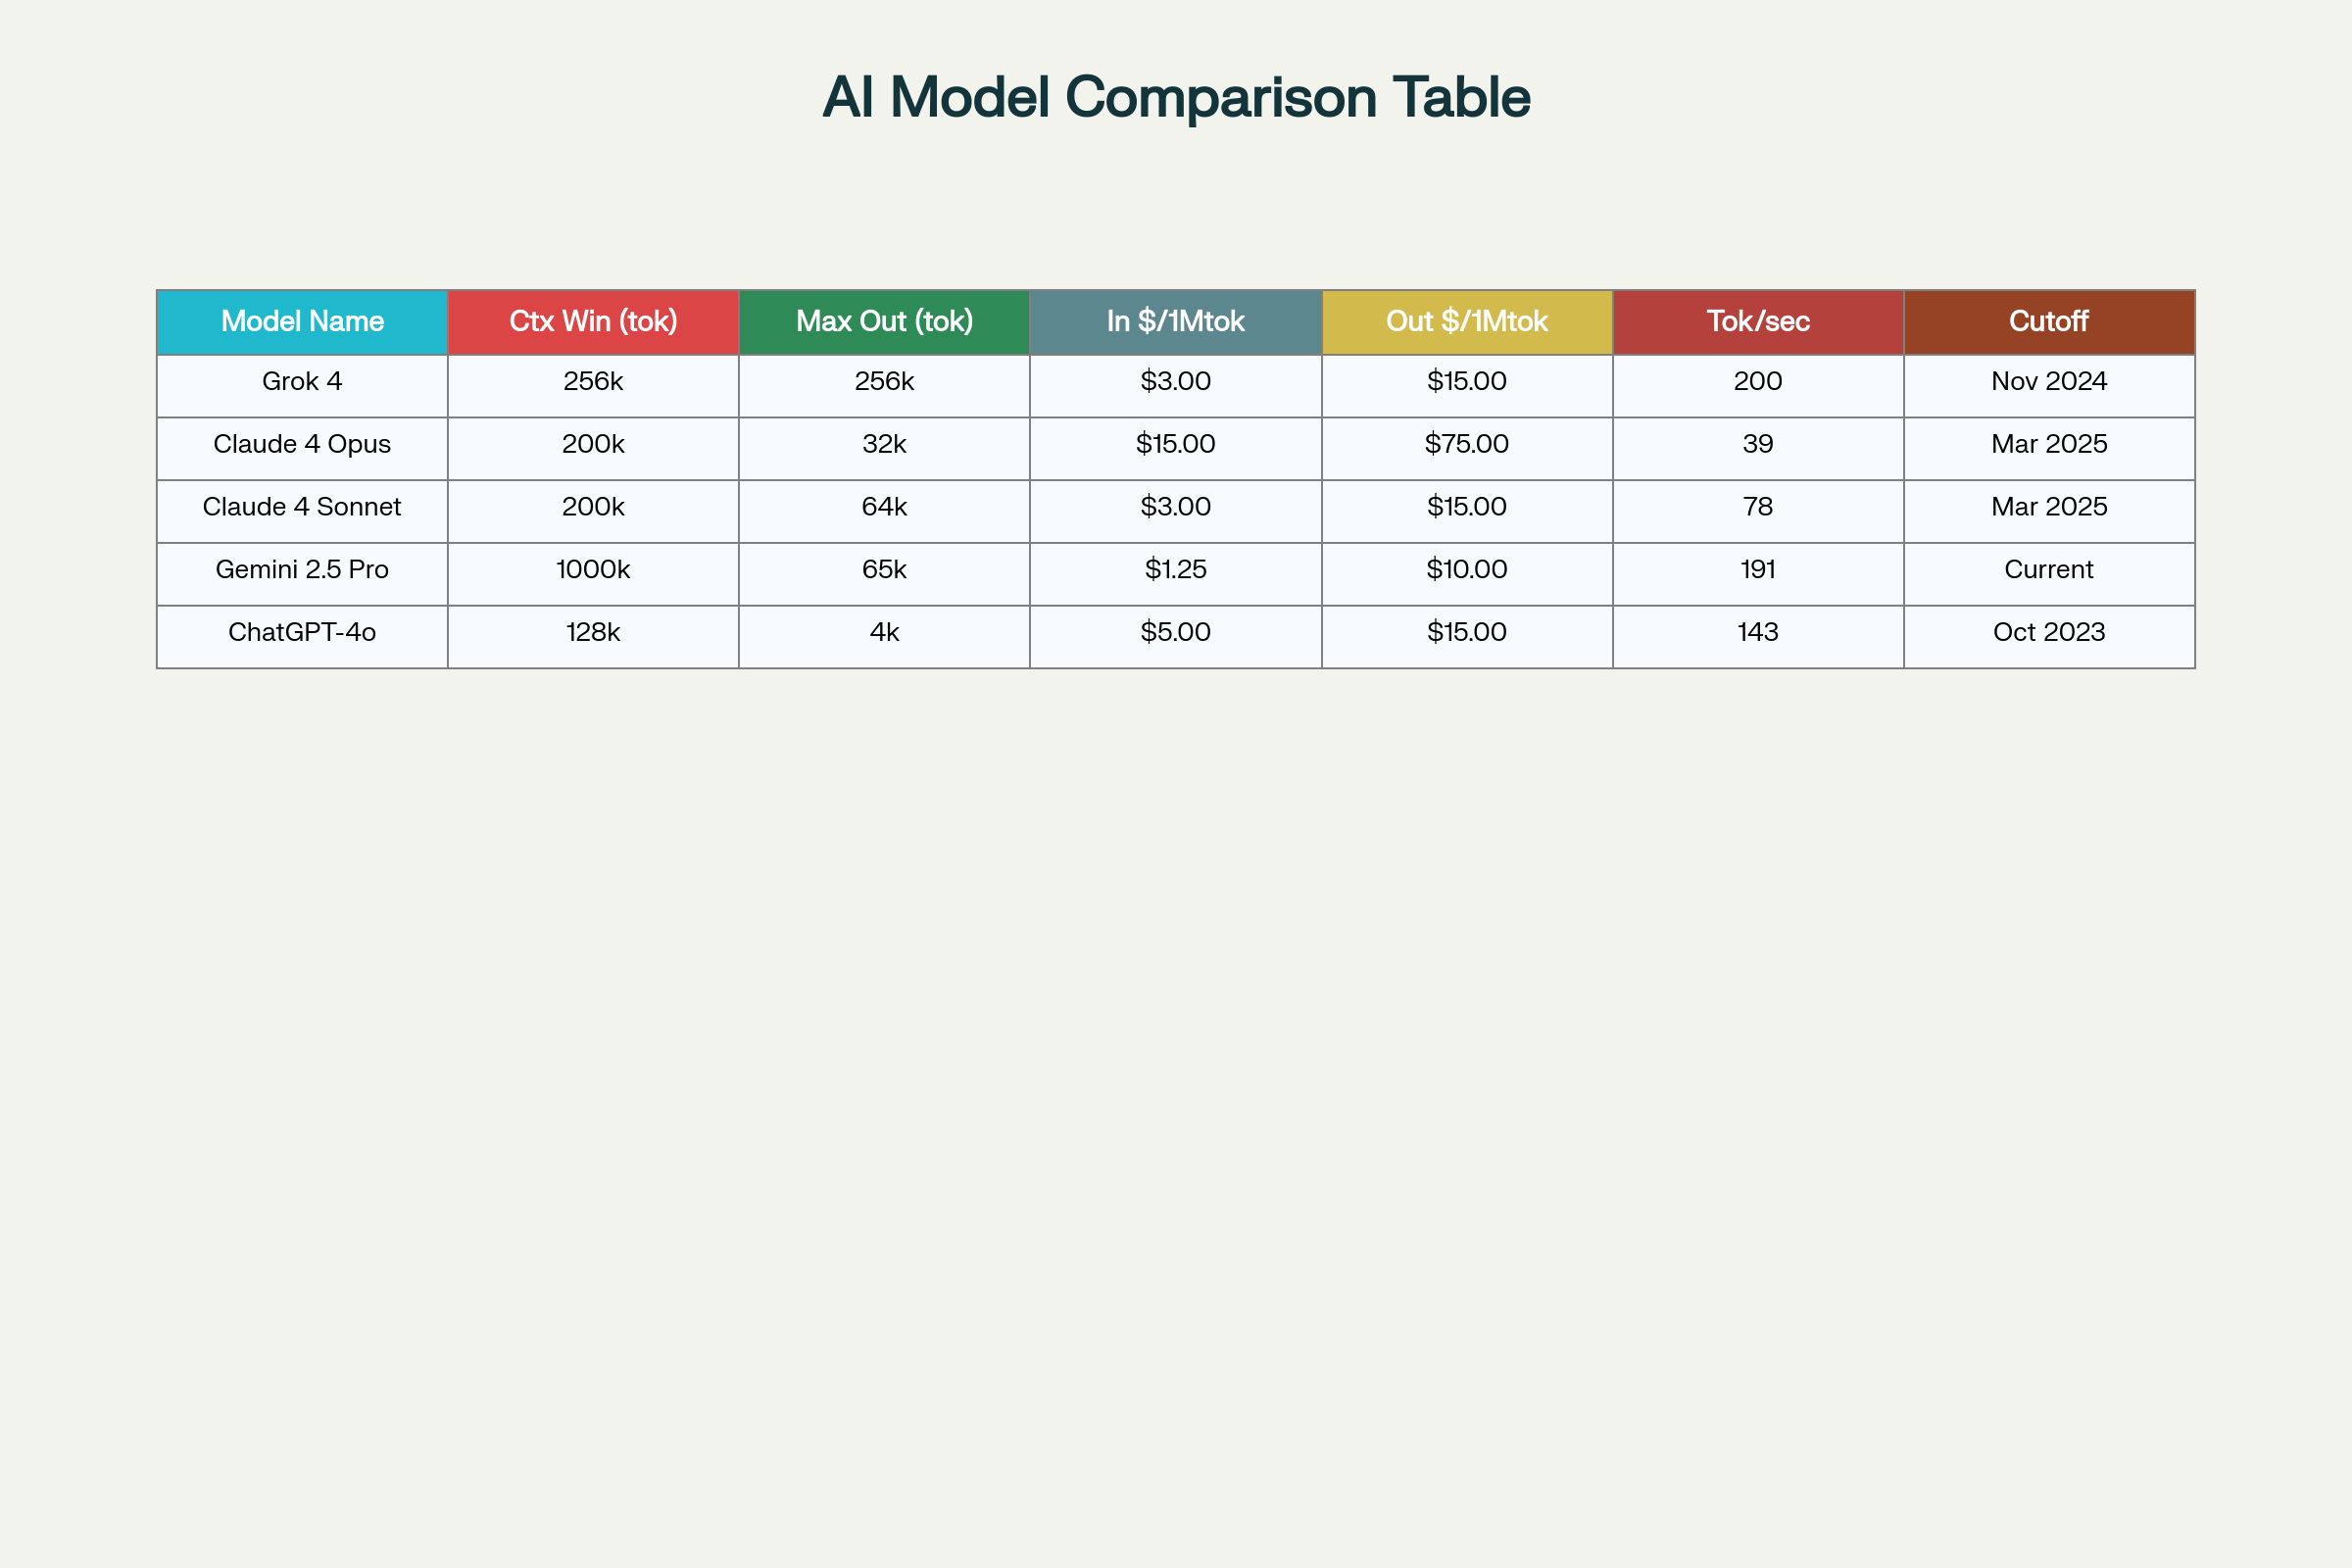 AI Model Comparison Table
Model Name Ctx Win (tok) Max Out (tok) In $/1Mtok Out $/1Mtok Tok/sec Cutoff
Grok 4 256k 256k $3.00 $15.00 200 Nov 2024
Claude 4 Opus 200k 32k $15.00 $75.00 39 Mar 2025
Claude 4 Sonnet 200k 64k $3.00 $15.00 78 Mar 2025
Gemini 2.5 Pro 1000k 65k $1.25 $10.00 191 Current
ChatGPT-4o 128k 4k $5.00 $15.00 143 Oct 2023